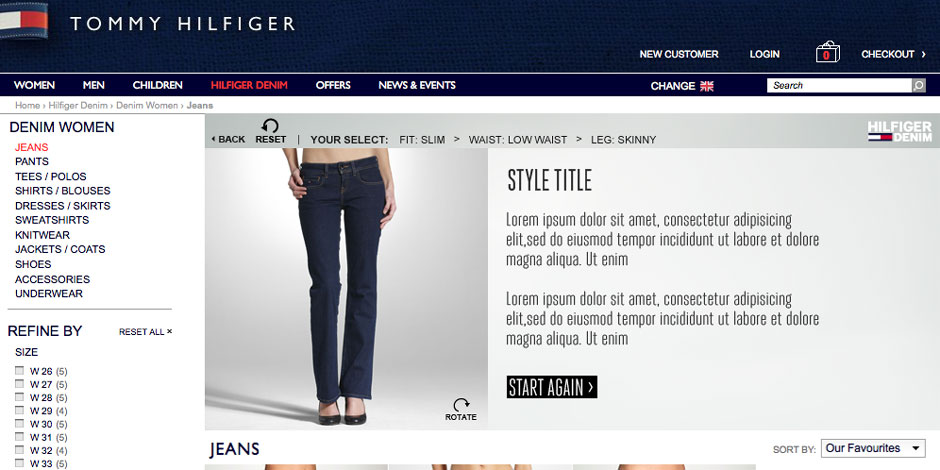 TOMMY HILFIGER
NEW CUSTOMER LOGIN 0 CHECKOUT ›
WOMEN MEN CHILDREN HILFIGER DENIM OFFERS NEWS & EVENTS CHANGE Search
Home › Hilfiger Denim › Denim Women › Jeans
DENIM WOMEN
JEANS
PANTS
TEES / POLOS
SHIRTS / BLOUSES
DRESSES / SKIRTS
SWEATSHIRTS
KNITWEAR
JACKETS / COATS
SHOES
ACCESSORIES
UNDERWEAR
REFINE BY RESET ALL ×
SIZE
W 26 (5)
W 27 (5)
W 28 (5)
W 29 (4)
W 30 (5)
W 31 (5)
W 32 (4)
W 33 (5)
BACK RESET | YOUR SELECT: FIT: SLIM > WAIST: LOW WAIST > LEG: SKINNY
HILFIGER
DENIM
STYLE TITLE
Lorem ipsum dolor sit amet, consectetur adipisicing
elit,sed do eiusmod tempor incididunt ut labore et dolore
magna aliqua. Ut enim
Lorem ipsum dolor sit amet, consectetur adipisicing
elit,sed do eiusmod tempor incididunt ut labore et dolore
magna aliqua. Ut enim
START AGAIN ›
ROTATE
JEANS
SORT BY: Our Favourites